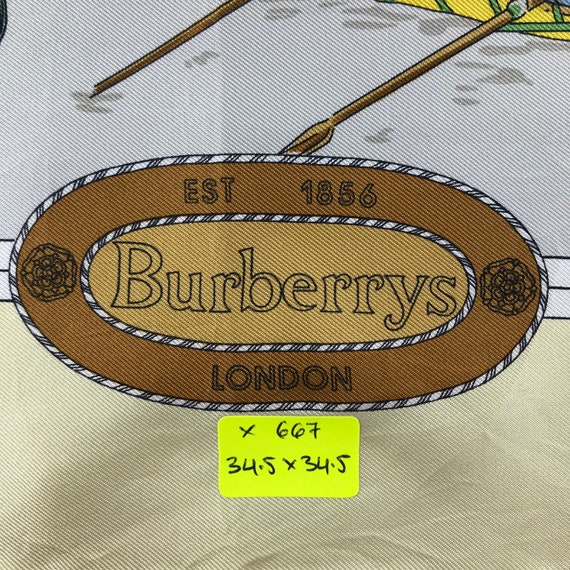 EST 1856
Burberrys
LONDON
x 667
34.5 x 34.5